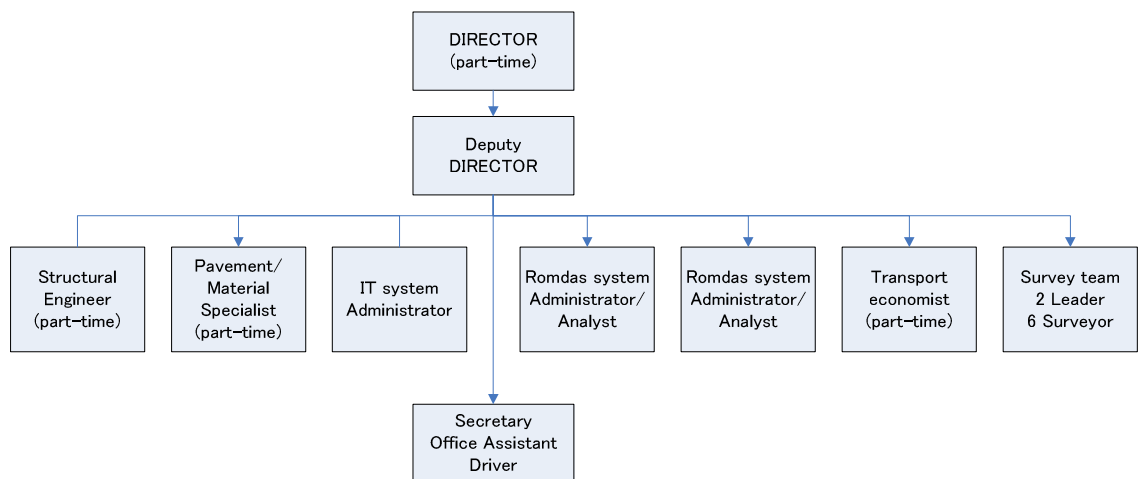 DIRECTOR
(part-time)
Deputy
DIRECTOR
Structural
Engineer
(part-time)
Pavement/
Material
Specialist
(part-time)
IT system
Administrator
Romdas system
Administrator/
Analyst
Romdas system
Administrator/
Analyst
Transport
economist
(part-time)
Survey team
2 Leader
6 Surveyor
Secretary
Office Assistant
Driver